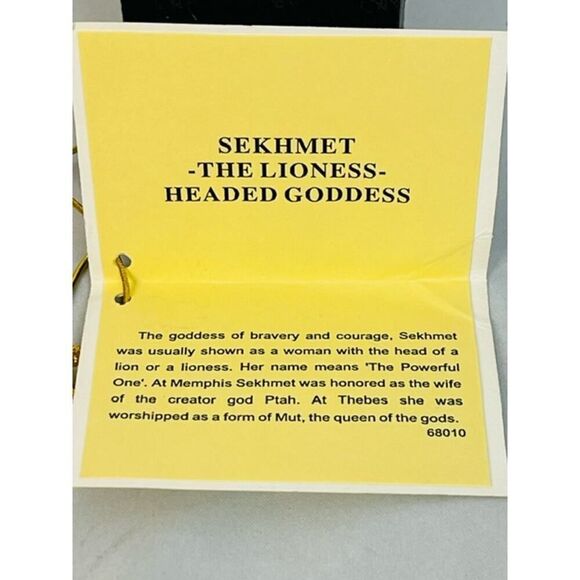 SEKHMET
-THE LIONESS-
HEADED GODDESS
The goddess of bravery and courage, Sekhmet
was usually shown as a woman with the head of a
lion or a lioness. Her name means 'The Powerful
One'. At Memphis Sekhmet was honored as the wife
of the creator god Ptah. At Thebes she was
worshipped as a form of Mut, the queen of the gods.
68010